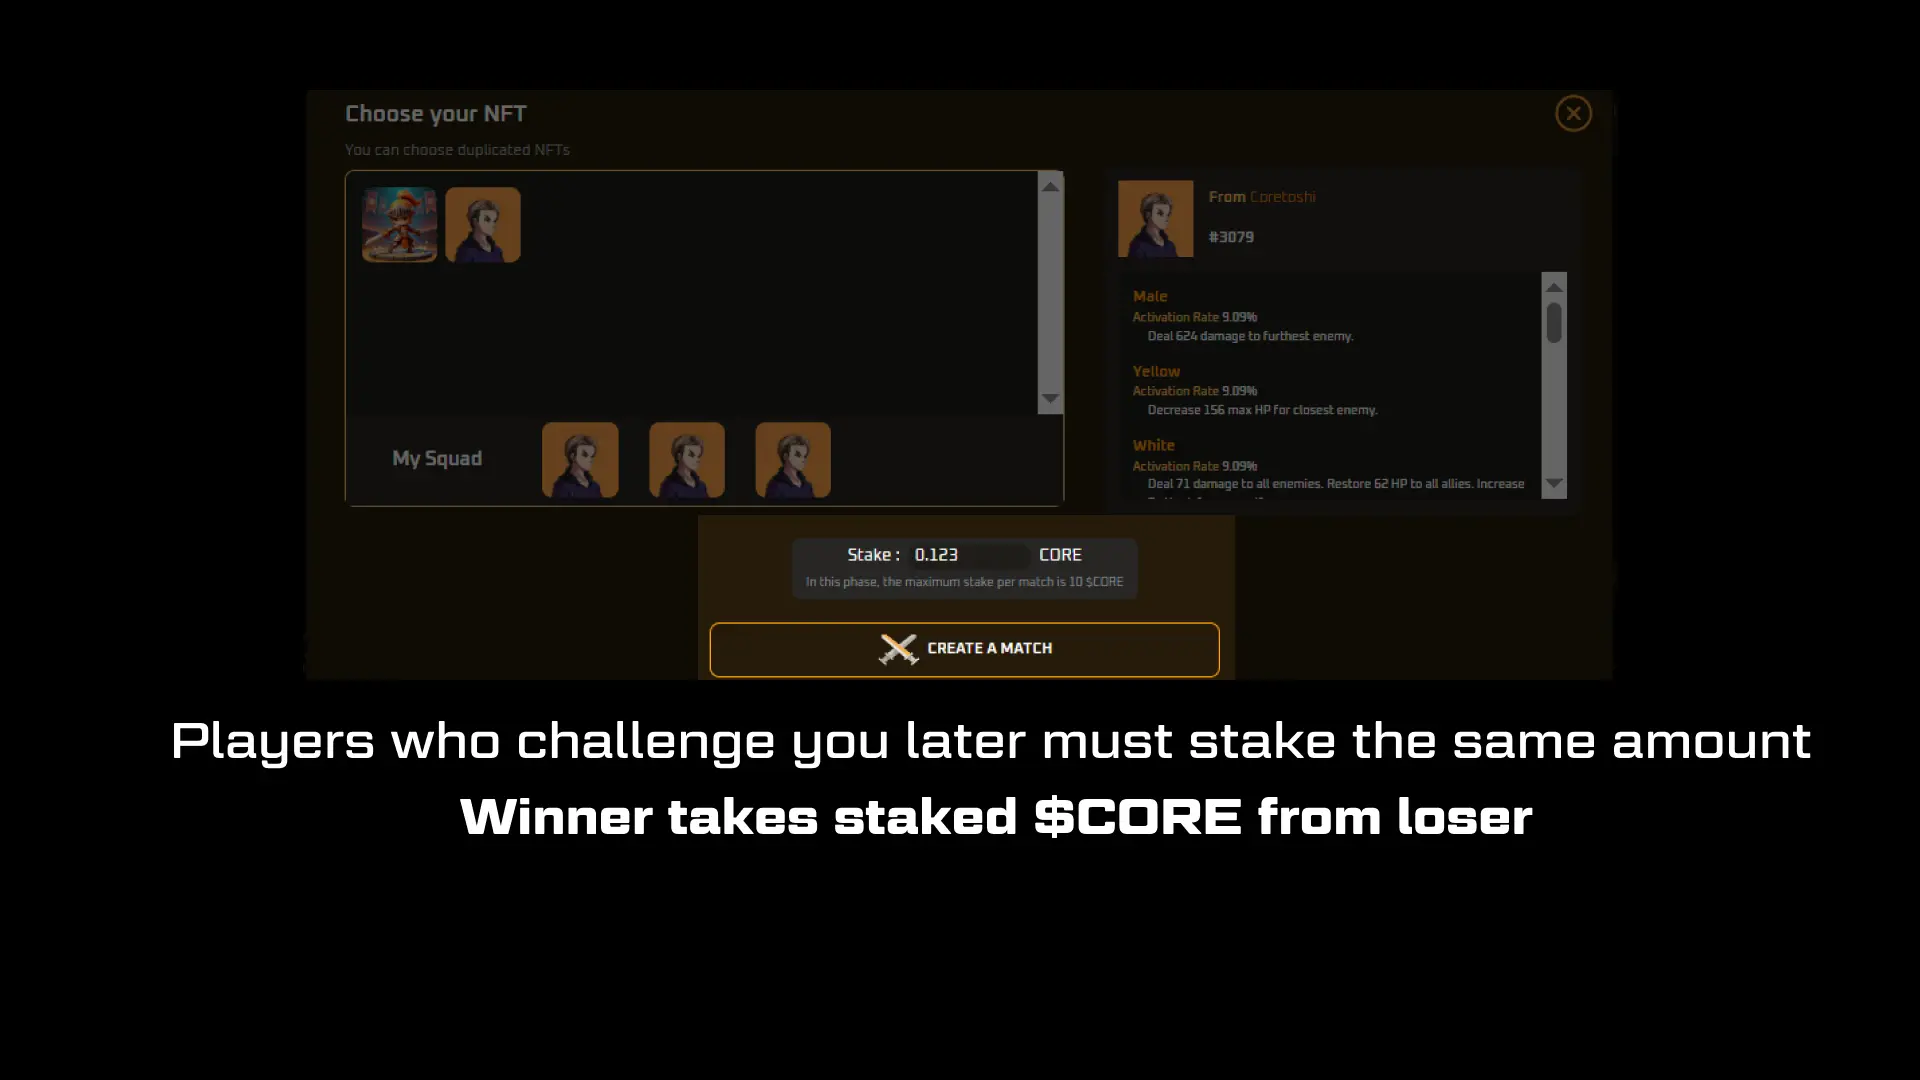 Choose your NFT
You can choose duplicated NFTs
From Coretoshi
#3079
Male
Activation Rate 9.09%
Deal 624 damage to furthest enemy.
Yellow
Activation Rate 9.09%
Decrease 156 max HP for closest enemy.
White
Activation Rate 9.09%
Deal 71 damage to all enemies. Restore 62 HP to all allies. Increase
My Squad
Stake : 0.123 CORE
In this phase, the maximum stake per match is 10 $CORE
CREATE A MATCH
Players who challenge you later must stake the same amount
Winner takes staked $CORE from loser